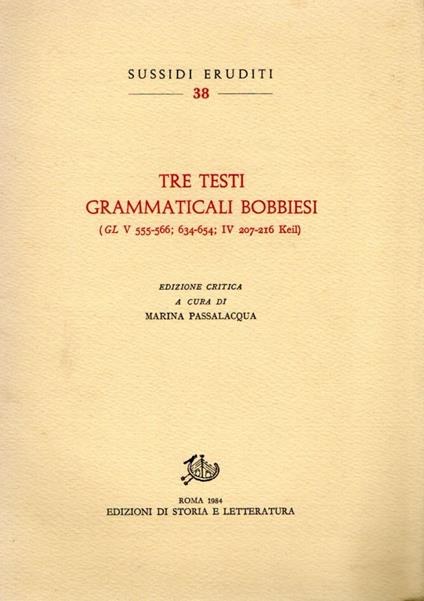 SUSSIDI ERUDITI
38
TRE TESTI
GRAMMATICALI BOBBIESI
(GL V 555-566; 634-654; IV 207-216 Keil)
EDIZIONE CRITICA
A CURA DI
MARINA PASSALACQUA
ROMA 1984
EDIZIONI DI STORIA E LETTERATURA